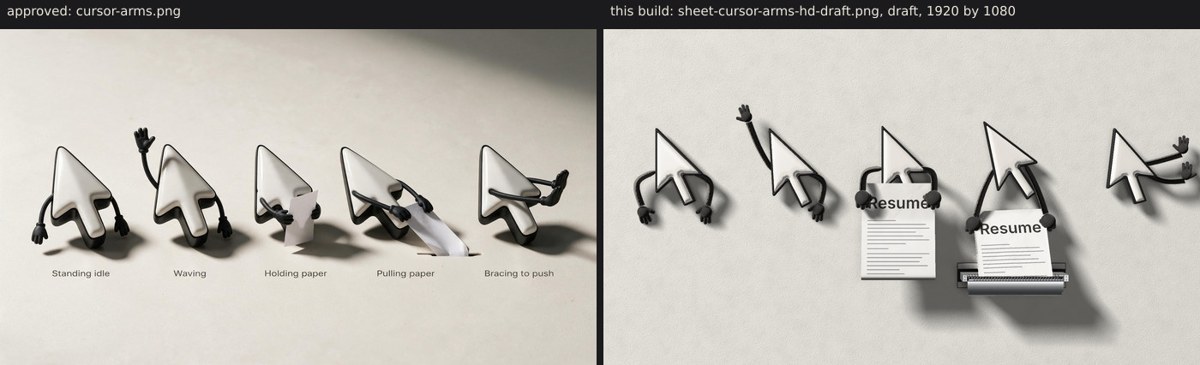 approved: cursor-arms.png
this build: sheet-cursor-arms-hd-draft.png, draft, 1920 by 1080
Standing idle
Waving
Holding paper
Pulling paper
Bracing to push
Resume
Resume